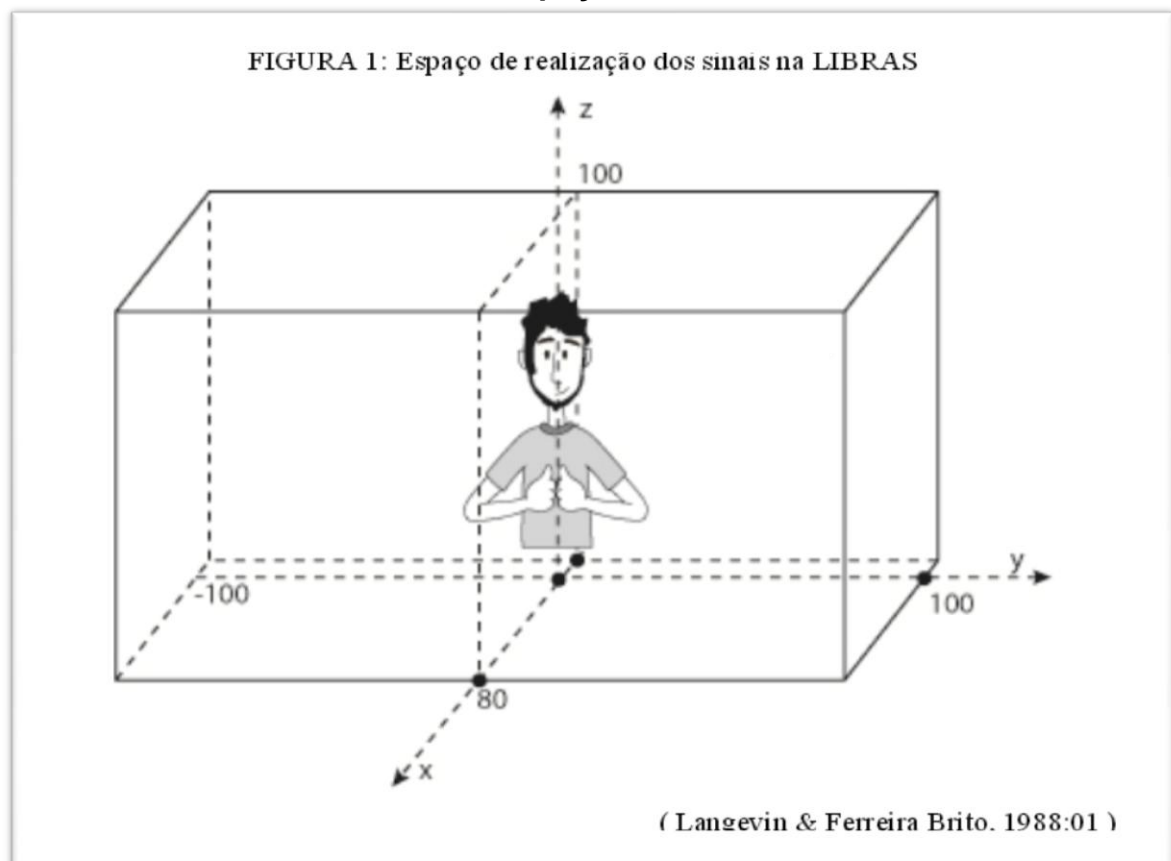 FIGURA 1: Espaço de realização dos sinais na LIBRAS
z
100
y
-100
100
80
x
( Langevin & Ferreira Brito. 1988:01 )